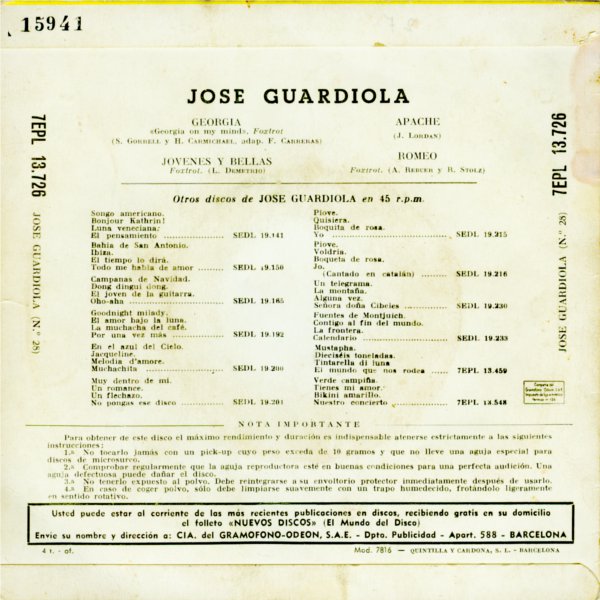 15941
JOSE GUARDIOLA
GEORGIA
«Georgia on my mind». Foxtrot
(S. Gorrell y H. Carmichael, adap. F. Carreras)
JOVENES Y BELLAS
Foxtrot. (L. Demetrio)
APACHE
(J. Lordan)
ROMEO
Foxtrot. (A. Reber y R. Stolz)
7EPL 13.726
JOSE GUARDIOLA (N.º 28)
7EPL 13.726
JOSE GUARDIOLA (N.º 28)
Otros discos de JOSE GUARDIOLA en 45 r.p.m.
Songo americano.
Bonjour Kathrin!
Luna veneciana.
El pensamiento .......... SEDL 19.141
Bahía de San Antonio.
Ibiza.
El tiempo lo dirá.
Todo me habla de amor .......... SEDL 19.150
Campanas de Navidad.
Dong dingui dong.
El joven de la guitarra.
Oho-aha .......... SEDL 19.165
Goodnight milady.
El amor bajo la luna.
La muchacha del café.
Por una vez más .......... SEDL 19.192
En el azul del Cielo.
Jacqueline.
Melodía d'amore.
Muchachita .......... SEDL 19.200
Muy dentro de mí.
Un romance.
Un flechazo.
No pongas ese disco .......... SEDL 19.201
Piove.
Quisiera.
Boquita de rosa.
Yo .......... SEDL 19.215
Piove.
Voldria.
Boqueta de rosa.
Jo.
(Cantado en catalán) .......... SEDL 19.216
Un telegrama.
La montaña.
Alguna vez.
Señora doña Cibeles .......... SEDL 19.230
Fuentes de Montjuich.
Contigo al fin del mundo.
La frontera.
Calendario .......... SEDL 19.233
Mustapha.
Dieciséis toneladas.
Tintarella di luna
El mundo que nos rodea .......... 7EPL 13.459
Verde campiña.
Tienes mi amor.
Bikini amarillo.
Nuestro concierto .......... 7EPL 13.548
NOTA IMPORTANTE
Para obtener de este disco el máximo rendimiento y duración es indispensable atenerse estrictamente a las siguientes
instrucciones:
1.ª No tocarlo jamás con un pick-up cuyo peso exceda de 10 gramos y que no lleve una aguja especial para
discos de microsurco.
2.ª Comprobar regularmente que la aguja reproductora esté en buenas condiciones para una perfecta audición. Una
aguja defectuosa puede dañar el disco.
3.ª No tenerlo expuesto al polvo. Debe reintegrarse a su envoltorio protector inmediatamente después de usarlo.
4.ª En caso de coger polvo, sólo debe limpiarse suavemente con un trapo humedecido, frotándolo ligeramente
en sentido rotativo.
Usted puede estar al corriente de las más recientes publicaciones en discos, recibiendo gratis en su domicilio
el folleto «NUEVOS DISCOS» (El Mundo del Disco)
Envíe su nombre y dirección a: CIA. del GRAMOFONO-ODEON, S.A.E. - Dpto. Publicidad - Apart. 588 - BARCELONA
4 t. - of.
Mod. 7816 — QUINTILLA Y CARDONA, S. L. - BARCELONA